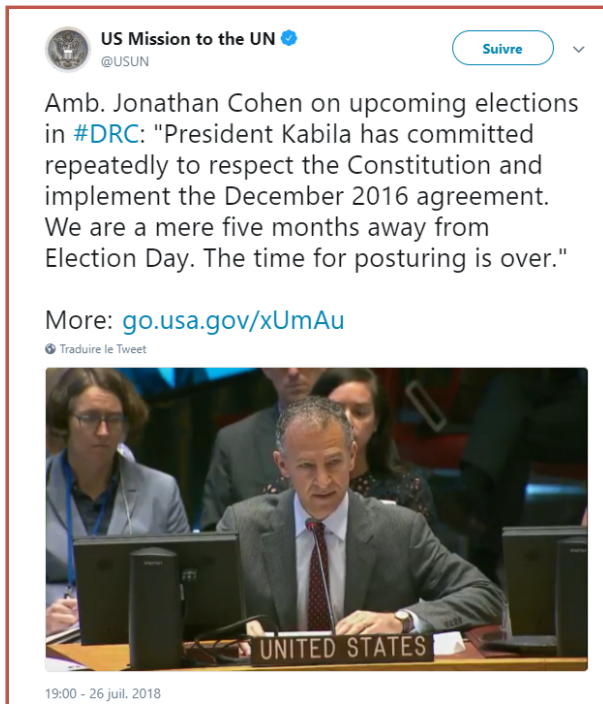 US Mission to the UN
@USUN
Suivre
Amb. Jonathan Cohen on upcoming elections
in #DRC: "President Kabila has committed
repeatedly to respect the Constitution and
implement the December 2016 agreement.
We are a mere five months away from
Election Day. The time for posturing is over."
More: go.usa.gov/xUmAu
Traduire le Tweet
UNITED STATES
19:00 - 26 juil. 2018